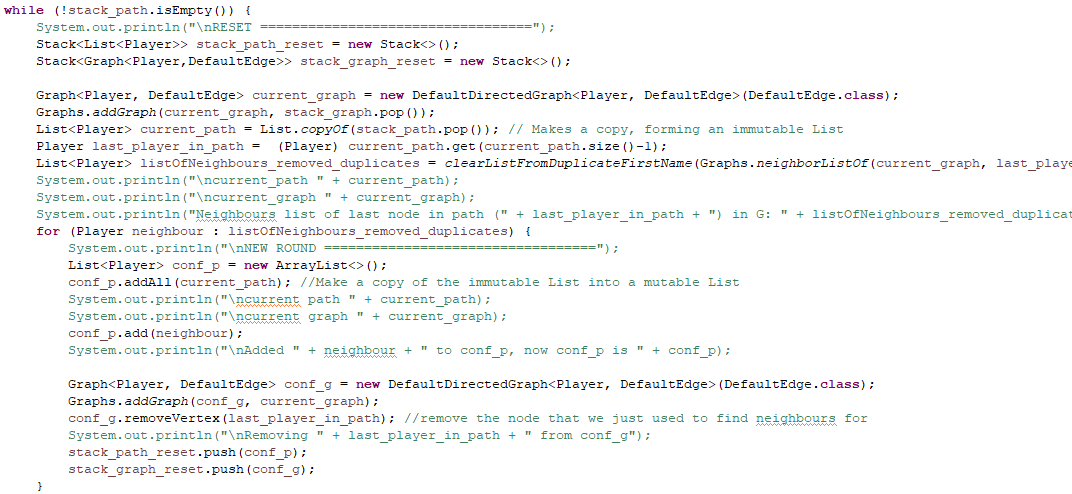 while (!stack_path.isEmpty()) {
System.out.println("\nRESET ==================================");
Stack<List<Player>> stack_path_reset = new Stack<>();
Stack<Graph<Player,DefaultEdge>> stack_graph_reset = new Stack<>();
Graph<Player, DefaultEdge> current_graph = new DefaultDirectedGraph<Player, DefaultEdge>(DefaultEdge.class);
Graphs.addGraph(current_graph, stack_graph.pop());
List<Player> current_path = List.copyOf(stack_path.pop()); // Makes a copy, forming an immutable List
Player last_player_in_path =  (Player) current_path.get(current_path.size()-1);
List<Player> listOfNeighbours_removed_duplicates = clearListFromDuplicateFirstName(Graphs.neighborListOf(current_graph, last_playe
System.out.println("\ncurrent_path " + current_path);
System.out.println("\ncurrent_graph " + current_graph);
System.out.println("Neighbours list of last node in path (" + last_player_in_path + ") in G: " + listOfNeighbours_removed_duplicat
for (Player neighbour : listOfNeighbours_removed_duplicates) {
System.out.println("\nNEW ROUND ==================================");
List<Player> conf_p = new ArrayList<>();
conf_p.addAll(current_path); //Make a copy of the immutable List into a mutable List
System.out.println("\ncurrent path " + current_path);
System.out.println("\ncurrent graph " + current_graph);
conf_p.add(neighbour);
System.out.println("\nAdded " + neighbour + " to conf_p, now conf_p is " + conf_p);
Graph<Player, DefaultEdge> conf_g = new DefaultDirectedGraph<Player, DefaultEdge>(DefaultEdge.class);
Graphs.addGraph(conf_g, current_graph);
conf_g.removeVertex(last_player_in_path); //remove the node that we just used to find neighbours for
System.out.println("\nRemoving " + last_player_in_path + " from conf_g");
stack_path_reset.push(conf_p);
stack_graph_reset.push(conf_g);
}